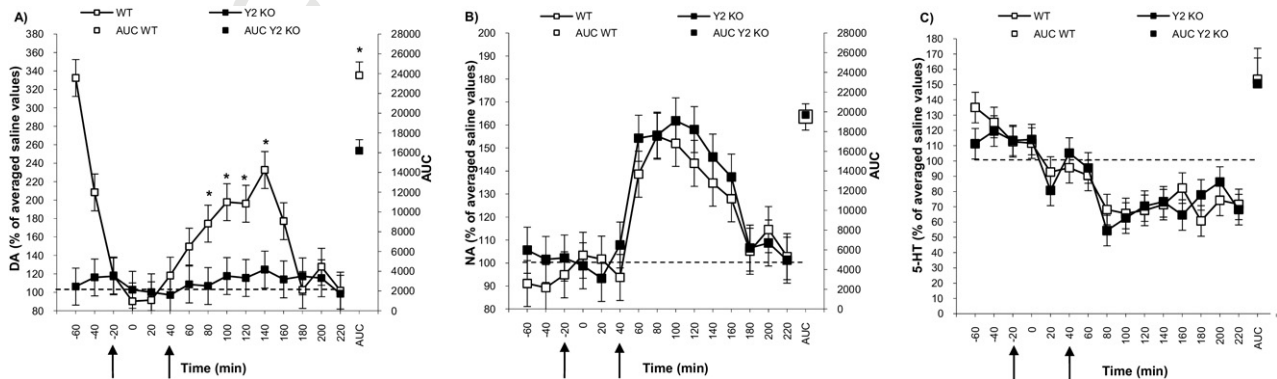 A)
WT
Y2 KO
AUC WT
AUC Y2 KO
DA (% of averaged saline values)
380
360
340
320
300
280
260
240
220
200
180
160
140
120
100
80
28000
26000
24000
22000
20000
18000
16000
14000
12000
10000
8000
6000
4000
2000
0
AUC
*
* * * *
-60 -40 -20 0 20 40 60 80 100 120 140 160 180 200 220 AUC
Time (min)
B)
WT
Y2 KO
AUC WT
AUC Y2 KO
NA (% of averaged saline values)
200
190
180
170
160
150
140
130
120
110
100
90
80
28000
26000
24000
22000
20000
18000
16000
14000
12000
10000
8000
6000
4000
2000
0
AUC
-60 -40 -20 0 20 40 60 80 100 120 140 160 180 200 220 AUC
Time (min)
C)
WT
Y2 KO
AUC WT
AUC Y2 KO
5-HT (% of averaged saline values)
180
170
160
150
140
130
120
110
100
90
80
70
60
50
40
30
20
10
0
-60 -40 -20 0 20 40 60 80 100 120 140 160 180 200 220 AUC
Time (min)